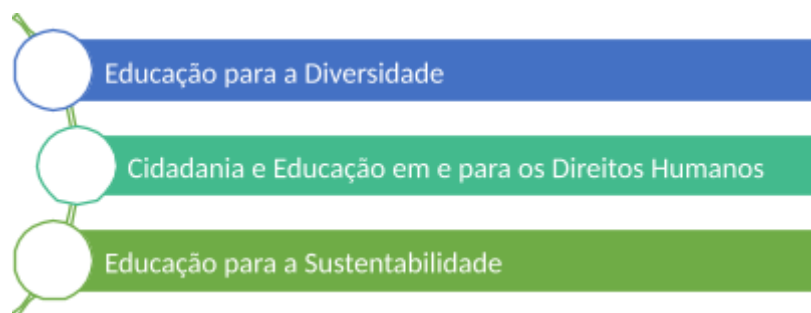 Educação para a Diversidade
Cidadania e Educação em e para os Direitos Humanos
Educação para a Sustentabilidade